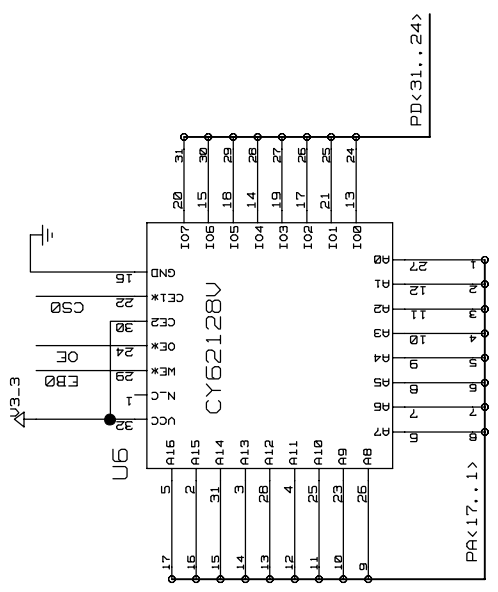 PD<31..24>
31 30 29 28 27 26 25 24
20 15 18 14 19 17 21 13
IO7 IO6 IO5 IO4 IO3 IO2 IO1 IO0
16 GND
CS0 22 CE1*
30 CE2
OE 24 OE*
EB0 29 WE*
1 N_C
V3_3 32 VCC
CY62128V
U6
A0 27 1
A1 12 2
A2 11 3
A3 10 4
A4 9 5
A5 8 6
A6 7 7
A7 6 8
A16 A15 A14 A13 A12 A11 A10 A9 A8
5 2 31 3 28 4 25 23 26
17 16 15 14 13 12 11 10 9
PA<17..1>